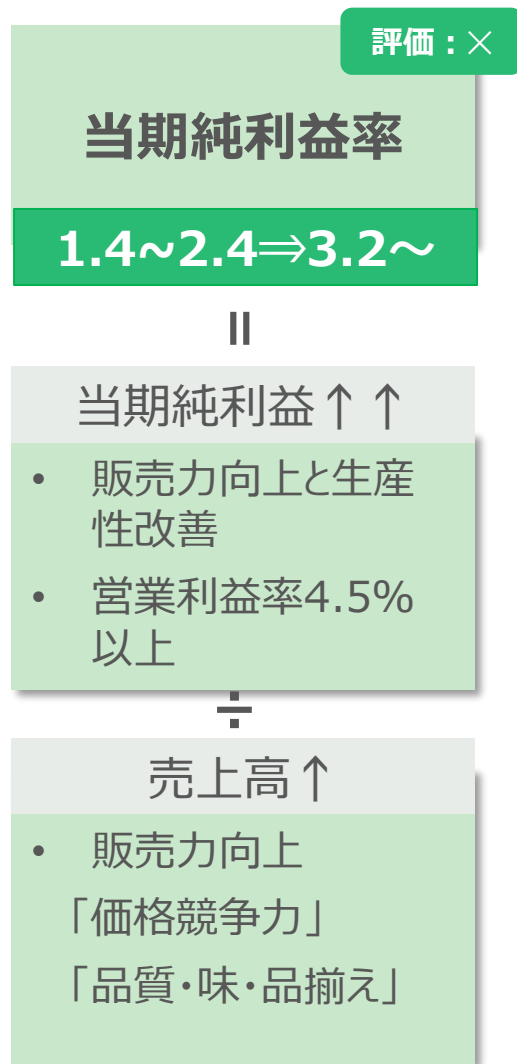 評価：×
当期純利益率
1.4~2.4⇒3.2～
=
当期純利益↑↑
• 販売力向上と生産
性改善
• 営業利益率4.5%
以上
÷
売上高↑
• 販売力向上
「価格競争力」
「品質・味・品揃え」